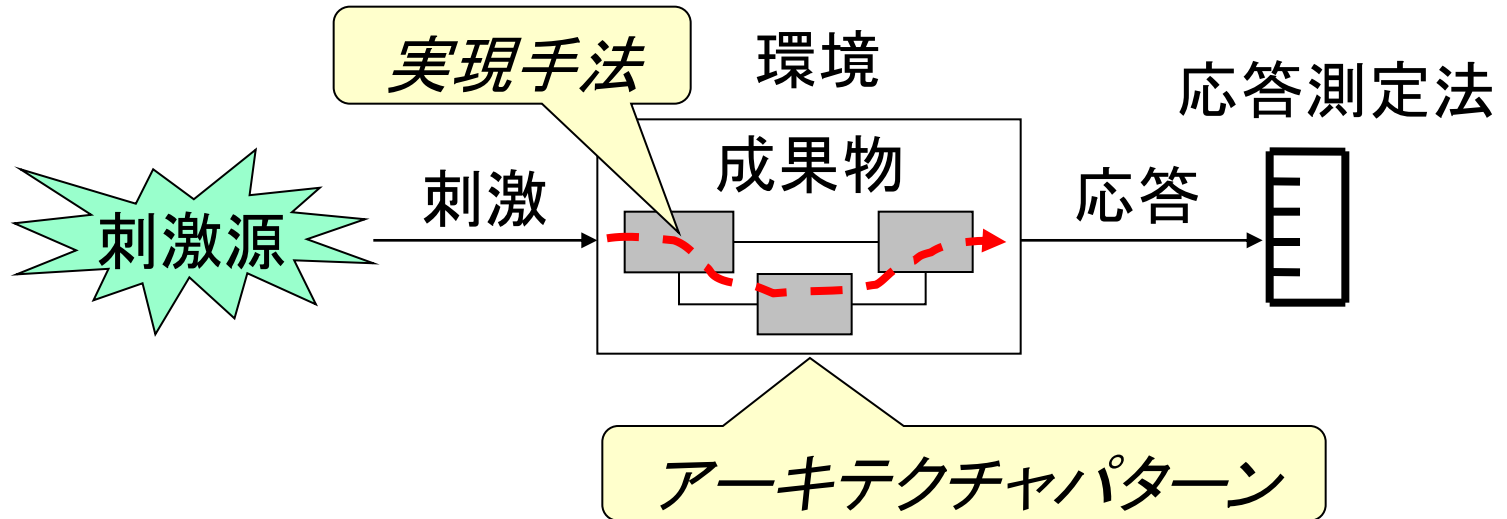 実現手法
環境
応答測定法
成果物
刺激
応答
刺激源
アーキテクチャパターン